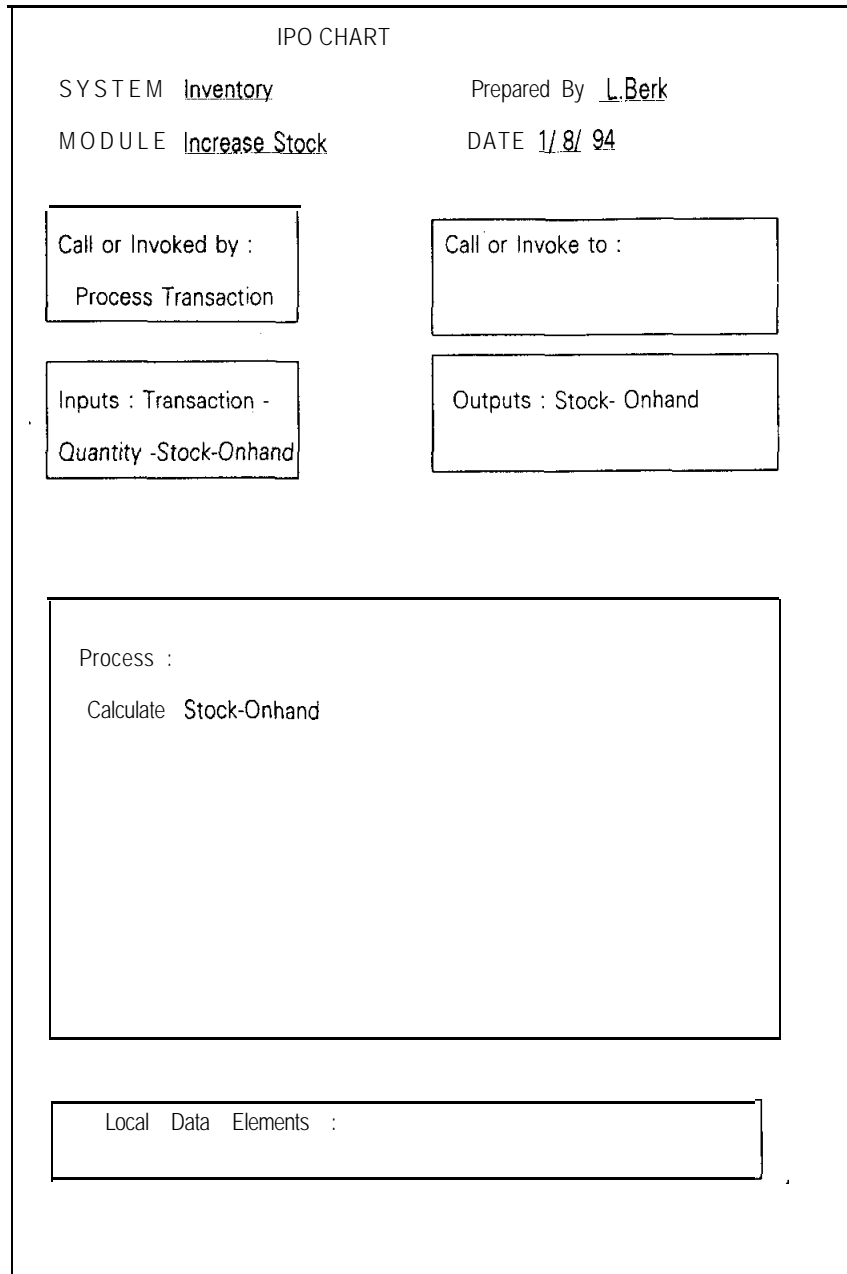 IPO CHART
SYSTEM Inventory
Prepared By L.Berk
MODULE Increase Stock
DATE 1/ 8/ 94
Call or Invoked by :
Process Transaction
Call or Invoke to :
Inputs : Transaction -
Quantity -Stock-Onhand
Outputs : Stock- Onhand
Process :
Calculate Stock-Onhand
Local Data Elements :